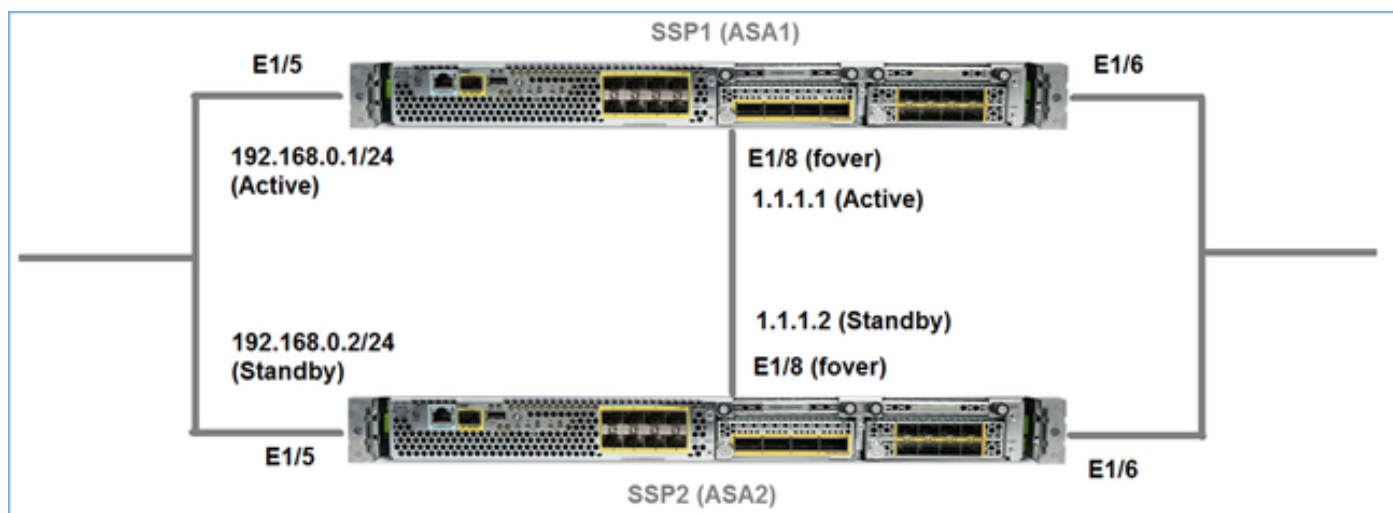 SSP1 (ASA1)
E1/5
E1/6
192.168.0.1/24
(Active)
E1/8 (fover)
1.1.1.1 (Active)
1.1.1.2 (Standby)
192.168.0.2/24
(Standby)
E1/8 (fover)
E1/5
E1/6
SSP2 (ASA2)